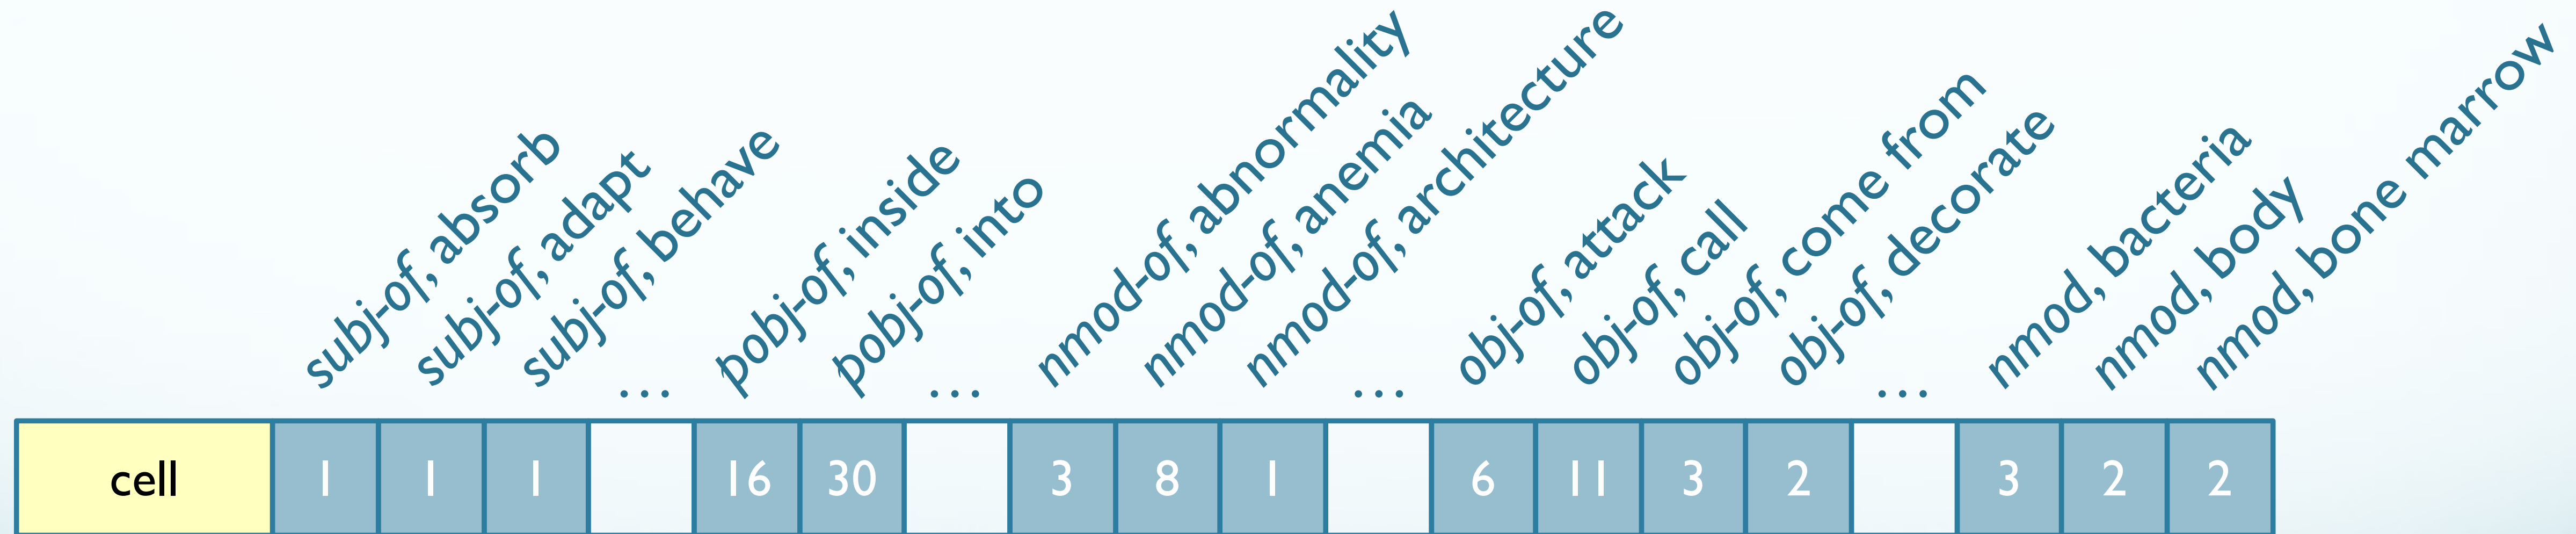 subj-of, absorb
subj-of, adapt
subj-of, behave
...
pobj-of, inside
pobj-of, into
...
nmod-of, abnormality
nmod-of, anemia
nmod-of, architecture
...
obj-of, attack
obj-of, call
obj-of, come from
obj-of, decorate
...
nmod, bacteria
nmod, body
nmod, bone marrow
cell 1 1 1 16 30 3 8 1 6 11 3 2 3 2 2